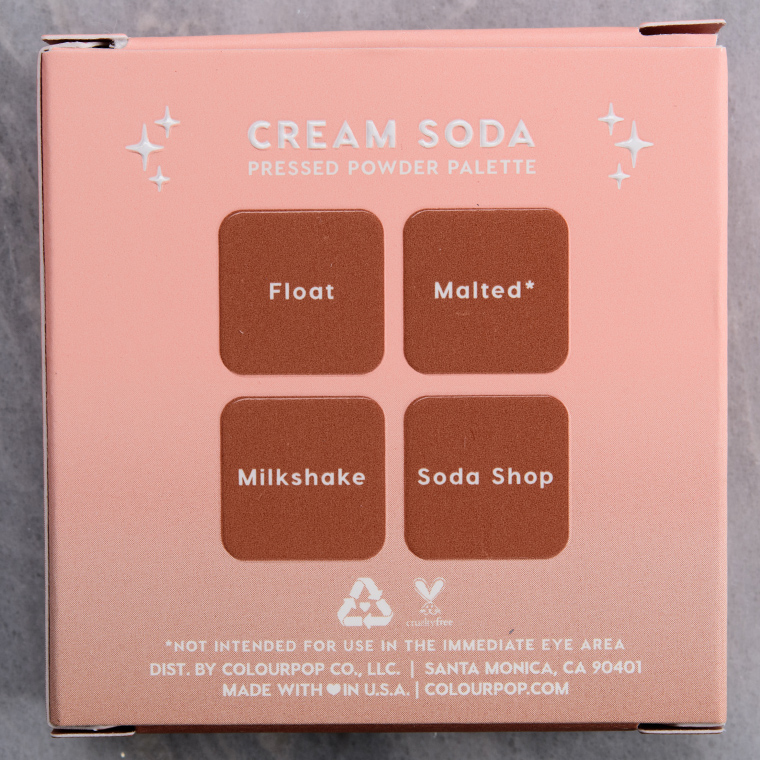 CREAM SODA
PRESSED POWDER PALETTE
Float
Malted*
Milkshake
Soda Shop
crueltyfree
*NOT INTENDED FOR USE IN THE IMMEDIATE EYE AREA
DIST. BY COLOURPOP CO., LLC. | SANTA MONICA, CA 90401
MADE WITH ♥ IN U.S.A. | COLOURPOP.COM